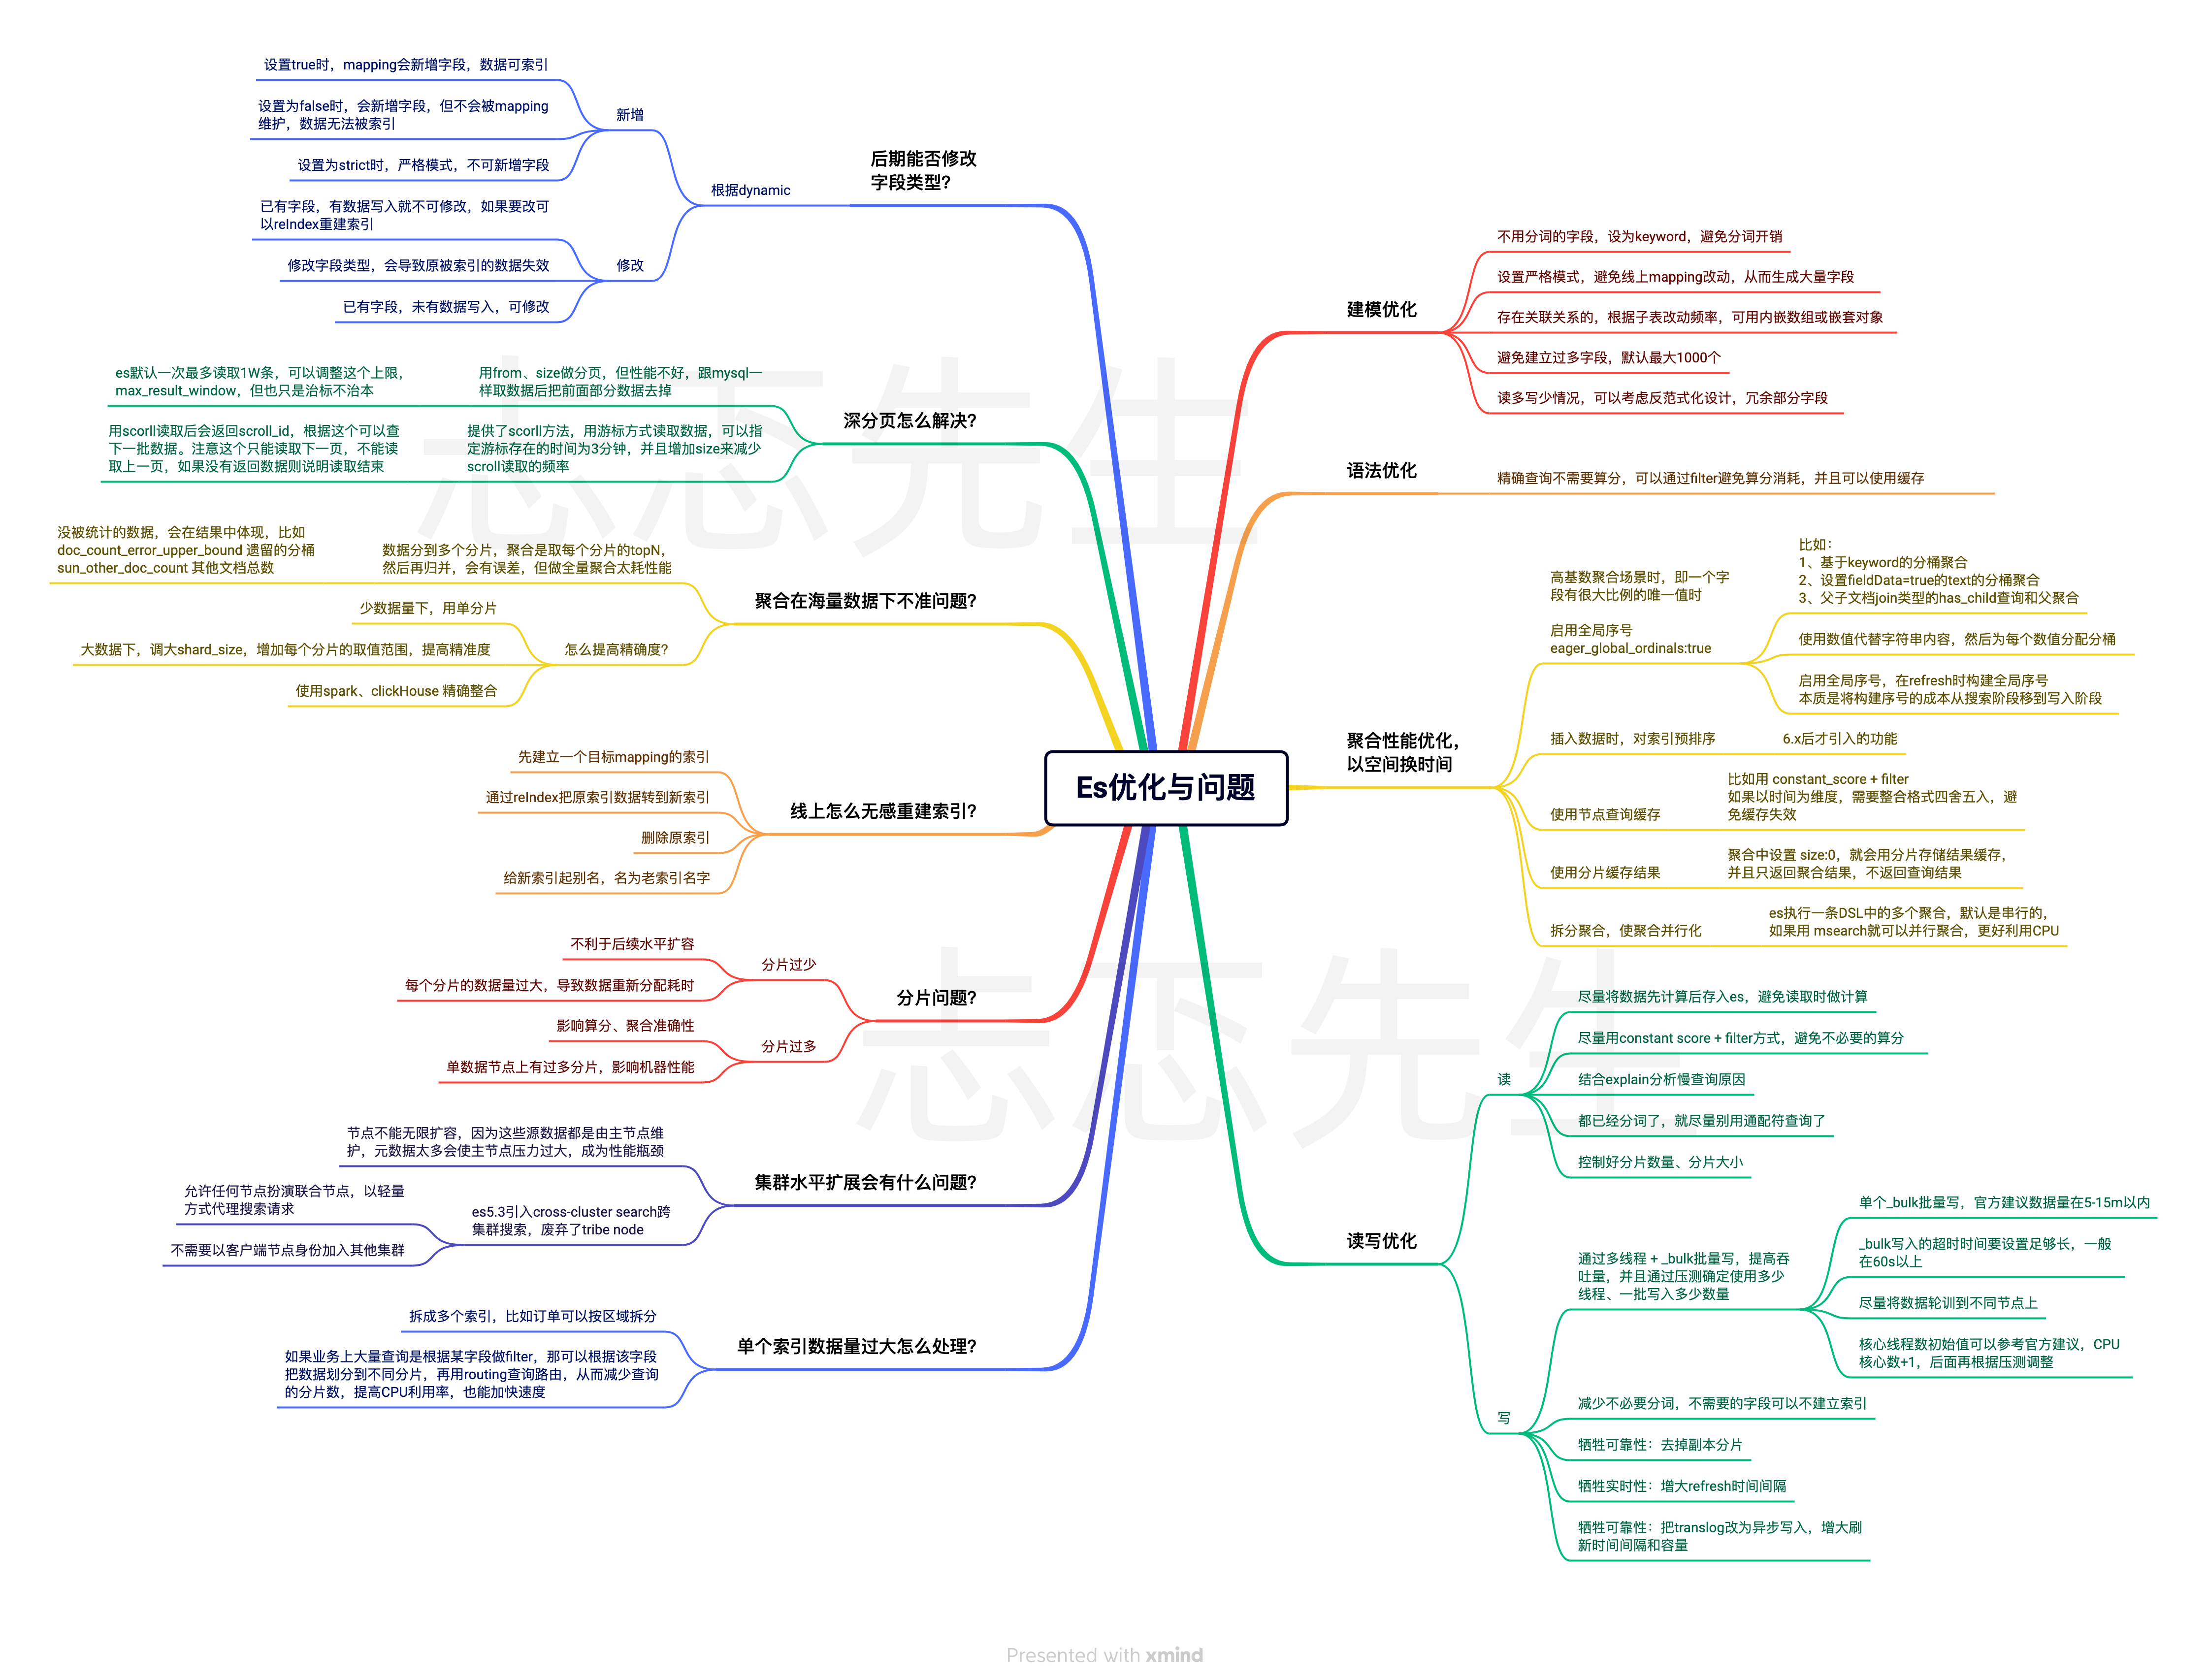 Es优化与问题
建模优化
不用分词的字段，设为keyword，避免分词开销
设置严格模式，避免线上mapping改动，从而生成大量字段
存在关联关系的，根据子表改动频率，可用内嵌数组或嵌套对象
避免建立过多字段，默认最大1000个
读多写少情况，可以考虑反范式化设计，冗余部分字段
语法优化
精确查询不需要算分，可以通过filter避免算分消耗，并且可以使用缓存
聚合性能优化，
以空间换时间
高基数聚合场景时，即一个字
段有很大比例的唯一值时
启用全局序号
eager_global_ordinals:true
比如：
1、基于keyword的分桶聚合
2、设置fieldData=true的text的分桶聚合
3、父子文档join类型的has_child查询和父聚合
使用数值代替字符串内容，然后为每个数值分配分桶
启用全局序号，在refresh时构建全局序号
本质是将构建序号的成本从搜索阶段移到写入阶段
插入数据时，对索引预排序
6.x后才引入的功能
使用节点查询缓存
比如用 constant_score + filter
如果以时间为维度，需要整合格式四舍五入，避
免缓存失效
使用分片缓存结果
聚合中设置 size:0，就会用分片存储结果缓存，
并且只返回聚合结果，不返回查询结果
拆分聚合，使聚合并行化
es执行一条DSL中的多个聚合，默认是串行的，
如果用 msearch就可以并行聚合，更好利用CPU
读写优化
读
尽量将数据先计算后存入es，避免读取时做计算
尽量用constant score + filter方式，避免不必要的算分
结合explain分析慢查询原因
都已经分词了，就尽量别用通配符查询了
控制好分片数量、分片大小
写
通过多线程 + _bulk批量写，提高吞
吐量，并且通过压测确定使用多少
线程、一批写入多少数量
单个_bulk批量写，官方建议数据量在5-15m以内
_bulk写入的超时时间要设置足够长，一般
在60s以上
尽量将数据轮训到不同节点上
核心线程数初始值可以参考官方建议，CPU
核心数+1，后面再根据压测调整
减少不必要分词，不需要的字段可以不建立索引
牺牲可靠性：去掉副本分片
牺牲实时性：增大refresh时间间隔
牺牲可靠性：把translog改为异步写入，增大刷
新时间间隔和容量
后期能否修改
字段类型？
根据dynamic
新增
设置true时，mapping会新增字段，数据可索引
设置为false时，会新增字段，但不会被mapping
维护，数据无法被索引
设置为strict时，严格模式，不可新增字段
修改
已有字段，有数据写入就不可修改，如果要改可
以reIndex重建索引
修改字段类型，会导致原被索引的数据失效
已有字段，未有数据写入，可修改
深分页怎么解决？
用from、size做分页，但性能不好，跟mysql一
样取数据后把前面部分数据去掉
es默认一次最多读取1W条，可以调整这个上限，
max_result_window，但也只是治标不治本
提供了scorll方法，用游标方式读取数据，可以指
定游标存在的时间为3分钟，并且增加size来减少
scroll读取的频率
用scorll读取后会返回scroll_id，根据这个可以查
下一批数据。注意这个只能读取下一页，不能读
取上一页，如果没有返回数据则说明读取结束
聚合在海量数据下不准问题？
数据分到多个分片，聚合是取每个分片的topN，
然后再归并，会有误差，但做全量聚合太耗性能
没被统计的数据，会在结果中体现，比如
doc_count_error_upper_bound 遗留的分桶
sun_other_doc_count 其他文档总数
怎么提高精确度？
少数据量下，用单分片
大数据下，调大shard_size，增加每个分片的取值范围，提高精准度
使用spark、clickHouse 精确整合
线上怎么无感重建索引？
先建立一个目标mapping的索引
通过reIndex把原索引数据转到新索引
删除原索引
给新索引起别名，名为老索引名字
分片问题？
分片过少
不利于后续水平扩容
每个分片的数据量过大，导致数据重新分配耗时
分片过多
影响算分、聚合准确性
单数据节点上有过多分片，影响机器性能
集群水平扩展会有什么问题？
节点不能无限扩容，因为这些源数据都是由主节点维
护，元数据太多会使主节点压力过大，成为性能瓶颈
es5.3引入cross-cluster search跨
集群搜索，废弃了tribe node
允许任何节点扮演联合节点，以轻量
方式代理搜索请求
不需要以客户端节点身份加入其他集群
单个索引数据量过大怎么处理？
拆成多个索引，比如订单可以按区域拆分
如果业务上大量查询是根据某字段做filter，那可以根据该字段
把数据划分到不同分片，再用routing查询路由，从而减少查询
的分片数，提高CPU利用率，也能加快速度
忐忑先生
忐忑先生
Presented with xmind